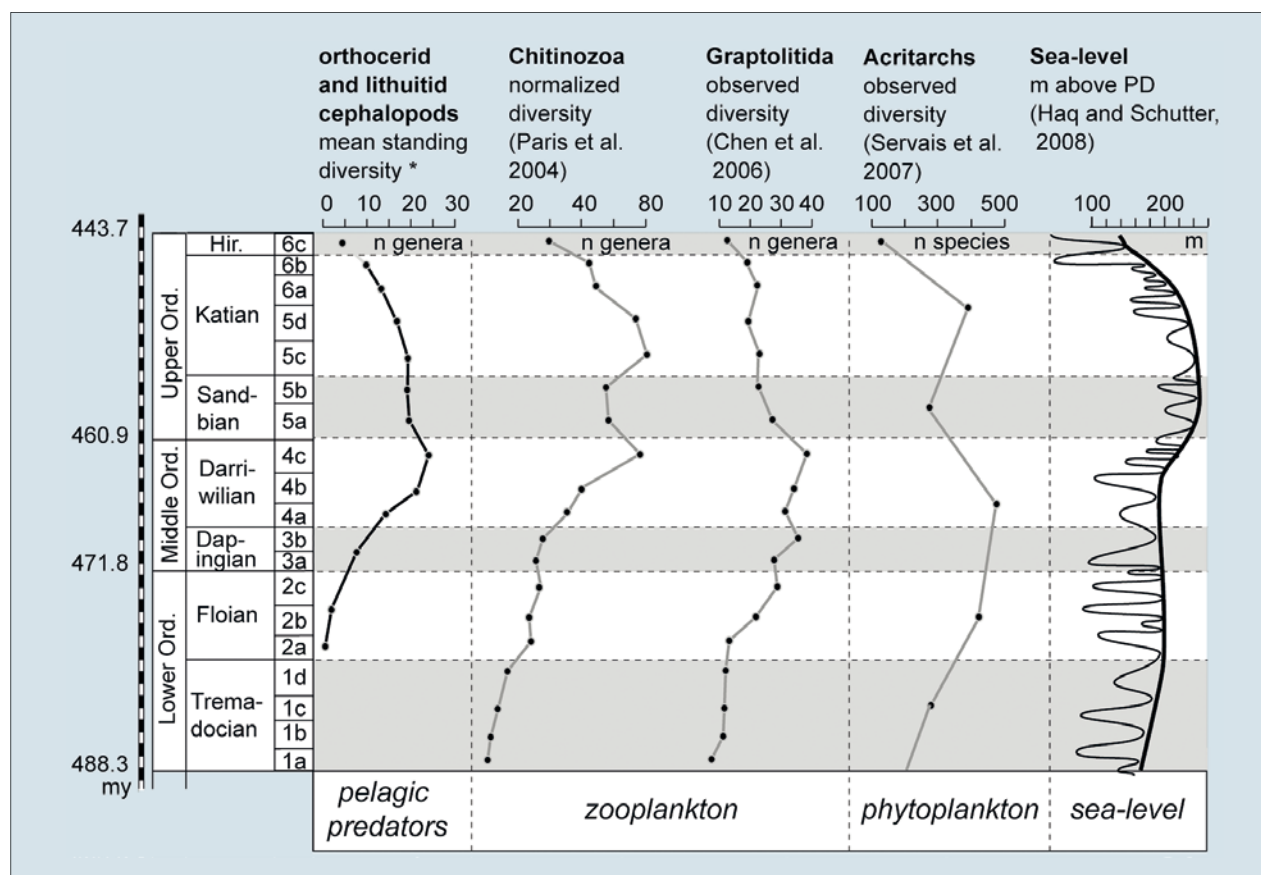 orthocerid
and lithuitid
cephalopods
mean standing
diversity *
Chitinozoa
normalized
diversity
(Paris et al.
2004)
Graptolitida
observed
diversity
(Chen et al.
2006)
Acritarchs
observed
diversity
(Servais et al.
2007)
Sea-level
m above PD
(Haq and Schutter,
2008)
0 10 20 30
20 40 80
10 20 30 40
100 300 500
100 200
443.7
460.9
471.8
488.3
my
Upper Ord.
Middle Ord.
Lower Ord.
Hir.
Katian
Sand-
bian
Darri-
wilian
Dap-
ingian
Floian
Trema-
docian
6c
6b
6a
5d
5c
5b
5a
4c
4b
4a
3b
3a
2c
2b
2a
1d
1c
1b
1a
n genera
n genera
n genera
n species
m
pelagic
predators
zooplankton
phytoplankton
sea-level